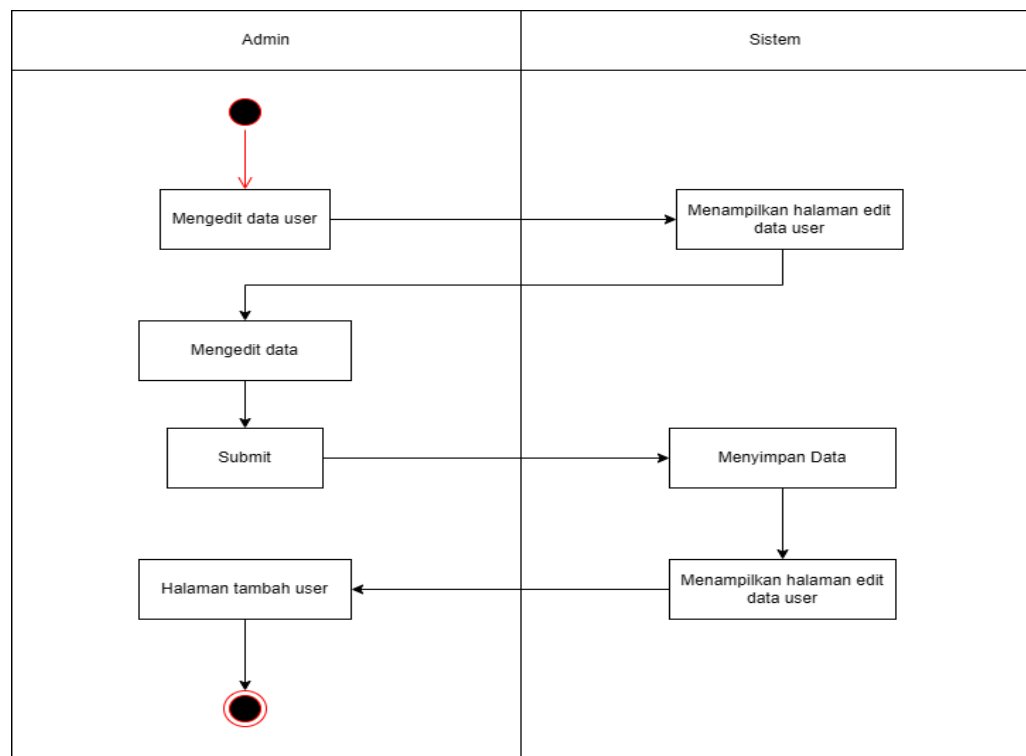 Admin
Sistem
Mengedit data user
Menampilkan halaman edit
data user
Mengedit data
Submit
Menyimpan Data
Halaman tambah user
Menampilkan halaman edit
data user